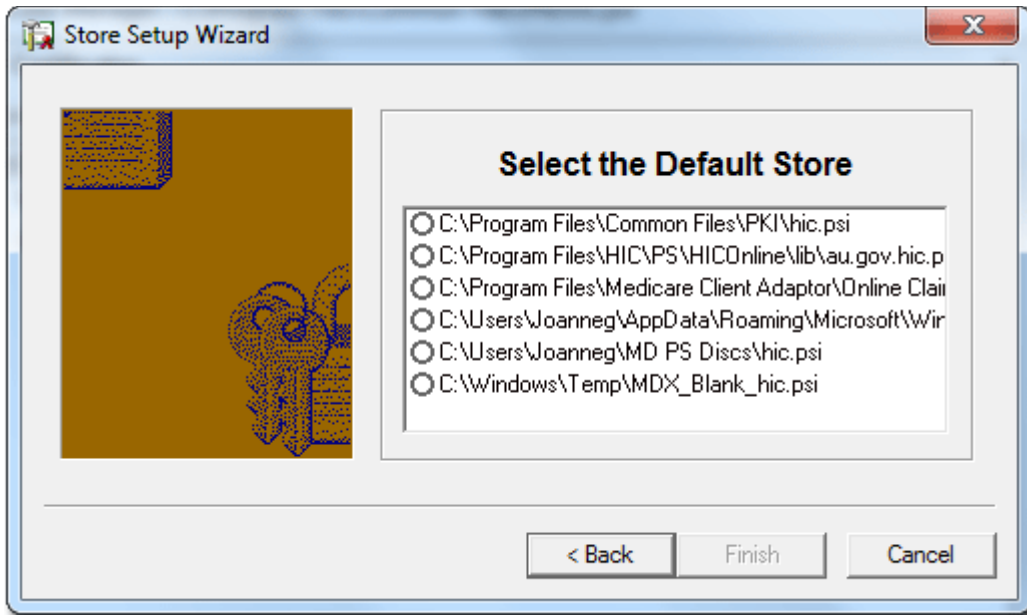 Store Setup Wizard
Select the Default Store
C:\Program Files\Common Files\PKI\hic.psi
C:\Program Files\HIC\PS\HICOnline\lib\au.gov.hic.p
C:\Program Files\Medicare Client Adaptor\Online Clai
C:\Users\Joanneg\AppData\Roaming\Microsoft\Win
C:\Users\Joanneg\MD PS Discs\hic.psi
C:\Windows\Temp\MDX_Blank_hic.psi
< Back
Finish
Cancel